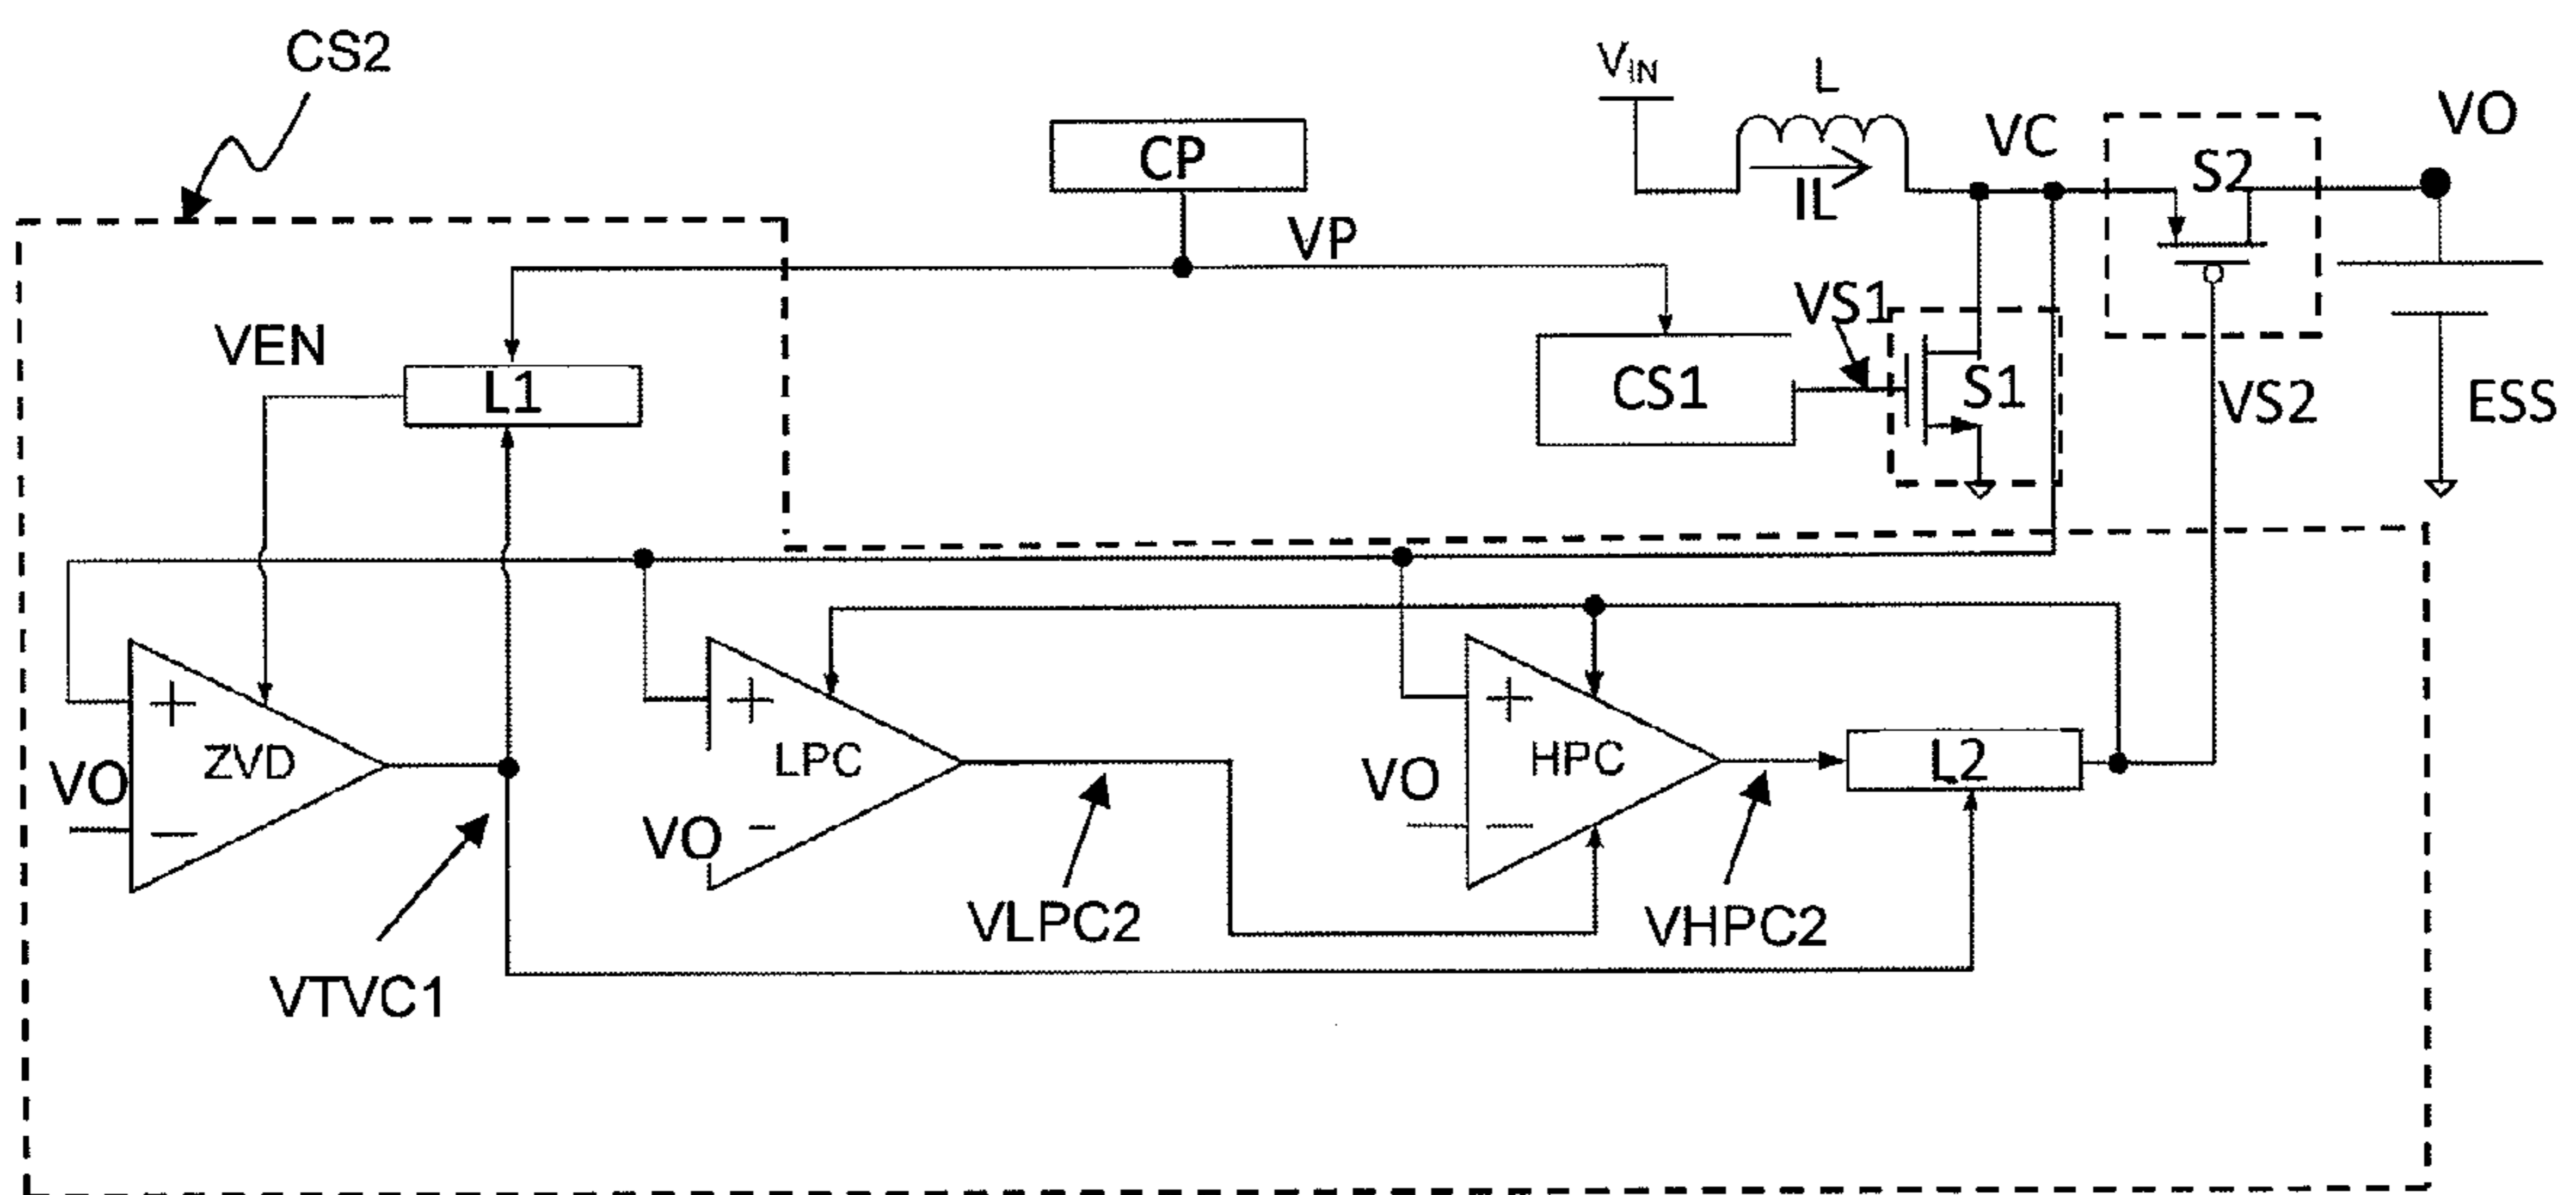 CS2
CP
VIN
L
IL
VC
S2
VO
VP
VEN
L1
CS1
VS1
S1
VS2
ESS
+
ZVD
VO
−
+
LPC
VO
−
+
HPC
VO
−
L2
VTVC1
VLPC2
VHPC2